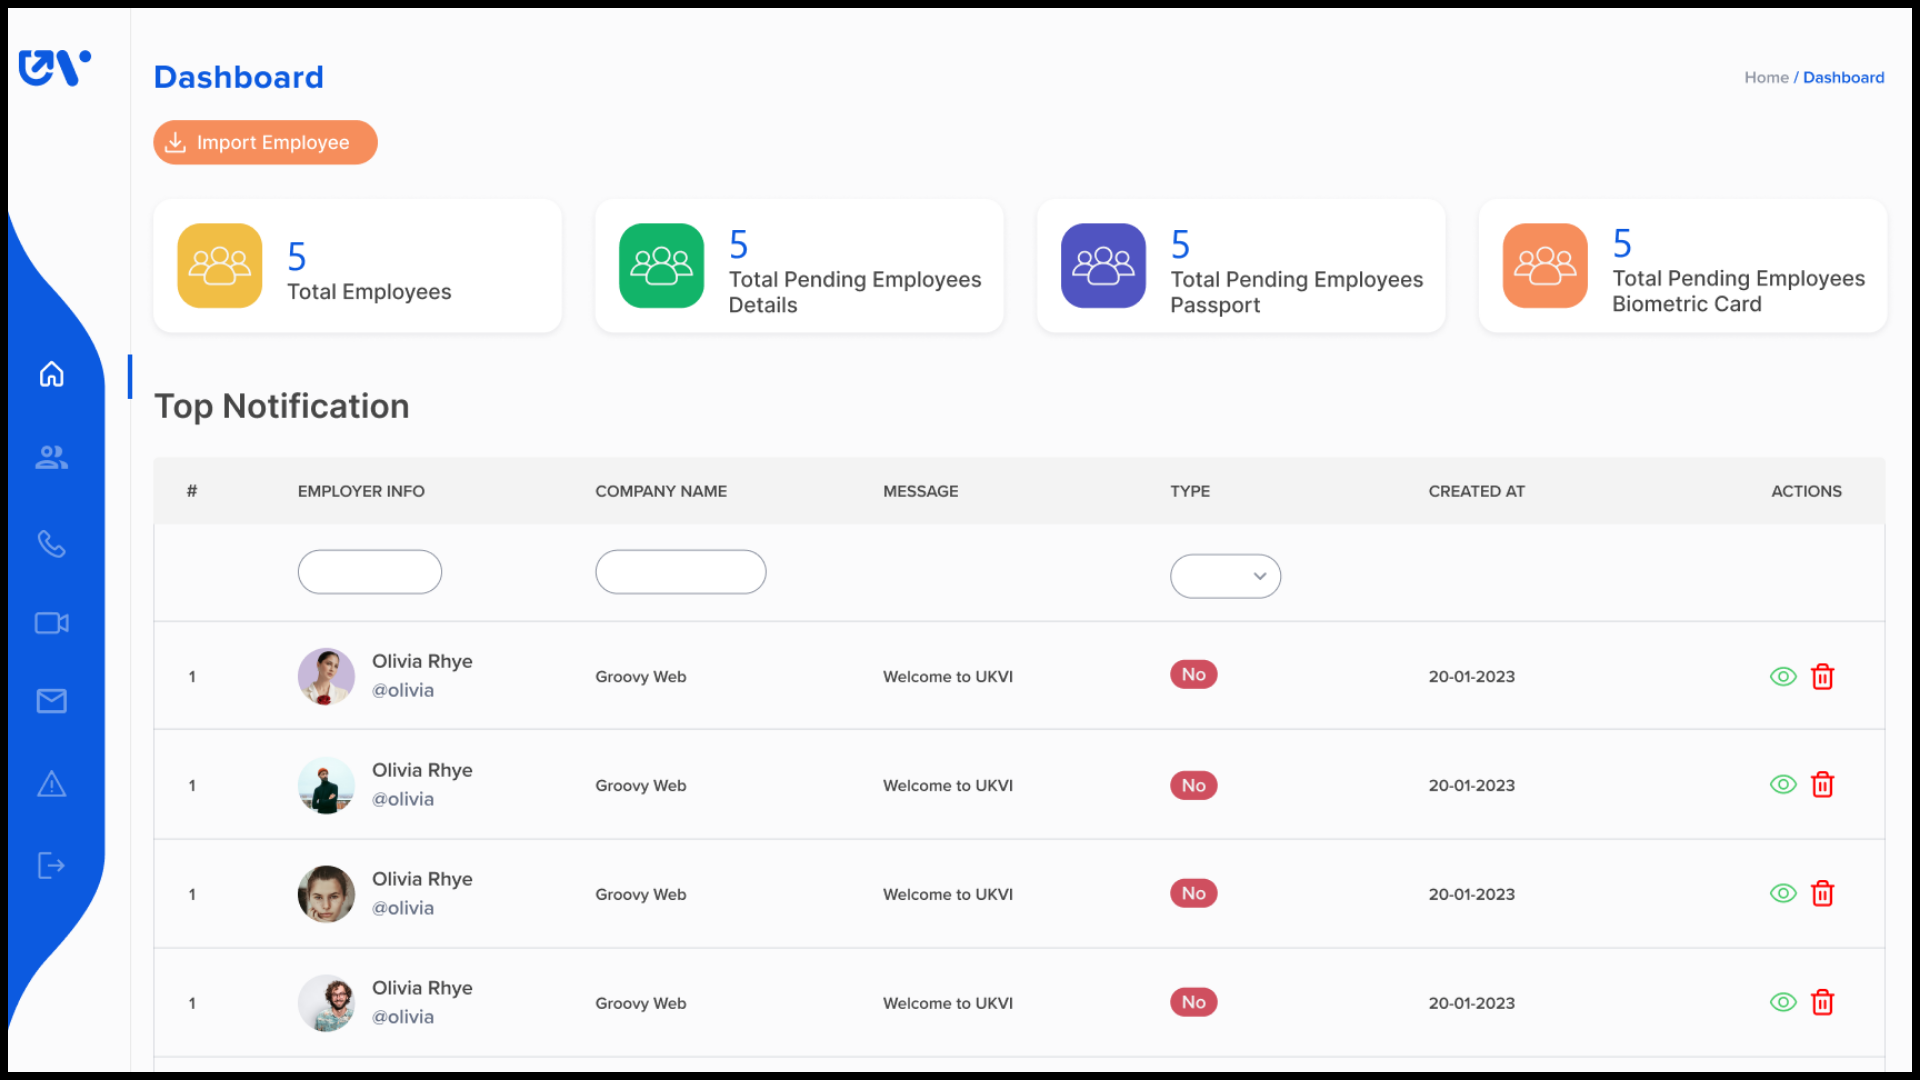 Dashboard
Home / Dashboard
Import Employee
5
Total Employees
5
Total Pending Employees
Details
5
Total Pending Employees
Passport
5
Total Pending Employees
Biometric Card
Top Notification
# EMPLOYER INFO COMPANY NAME MESSAGE TYPE CREATED AT ACTIONS
1 Olivia Rhye @olivia Groovy Web Welcome to UKVI No 20-01-2023
1 Olivia Rhye @olivia Groovy Web Welcome to UKVI No 20-01-2023
1 Olivia Rhye @olivia Groovy Web Welcome to UKVI No 20-01-2023
1 Olivia Rhye @olivia Groovy Web Welcome to UKVI No 20-01-2023